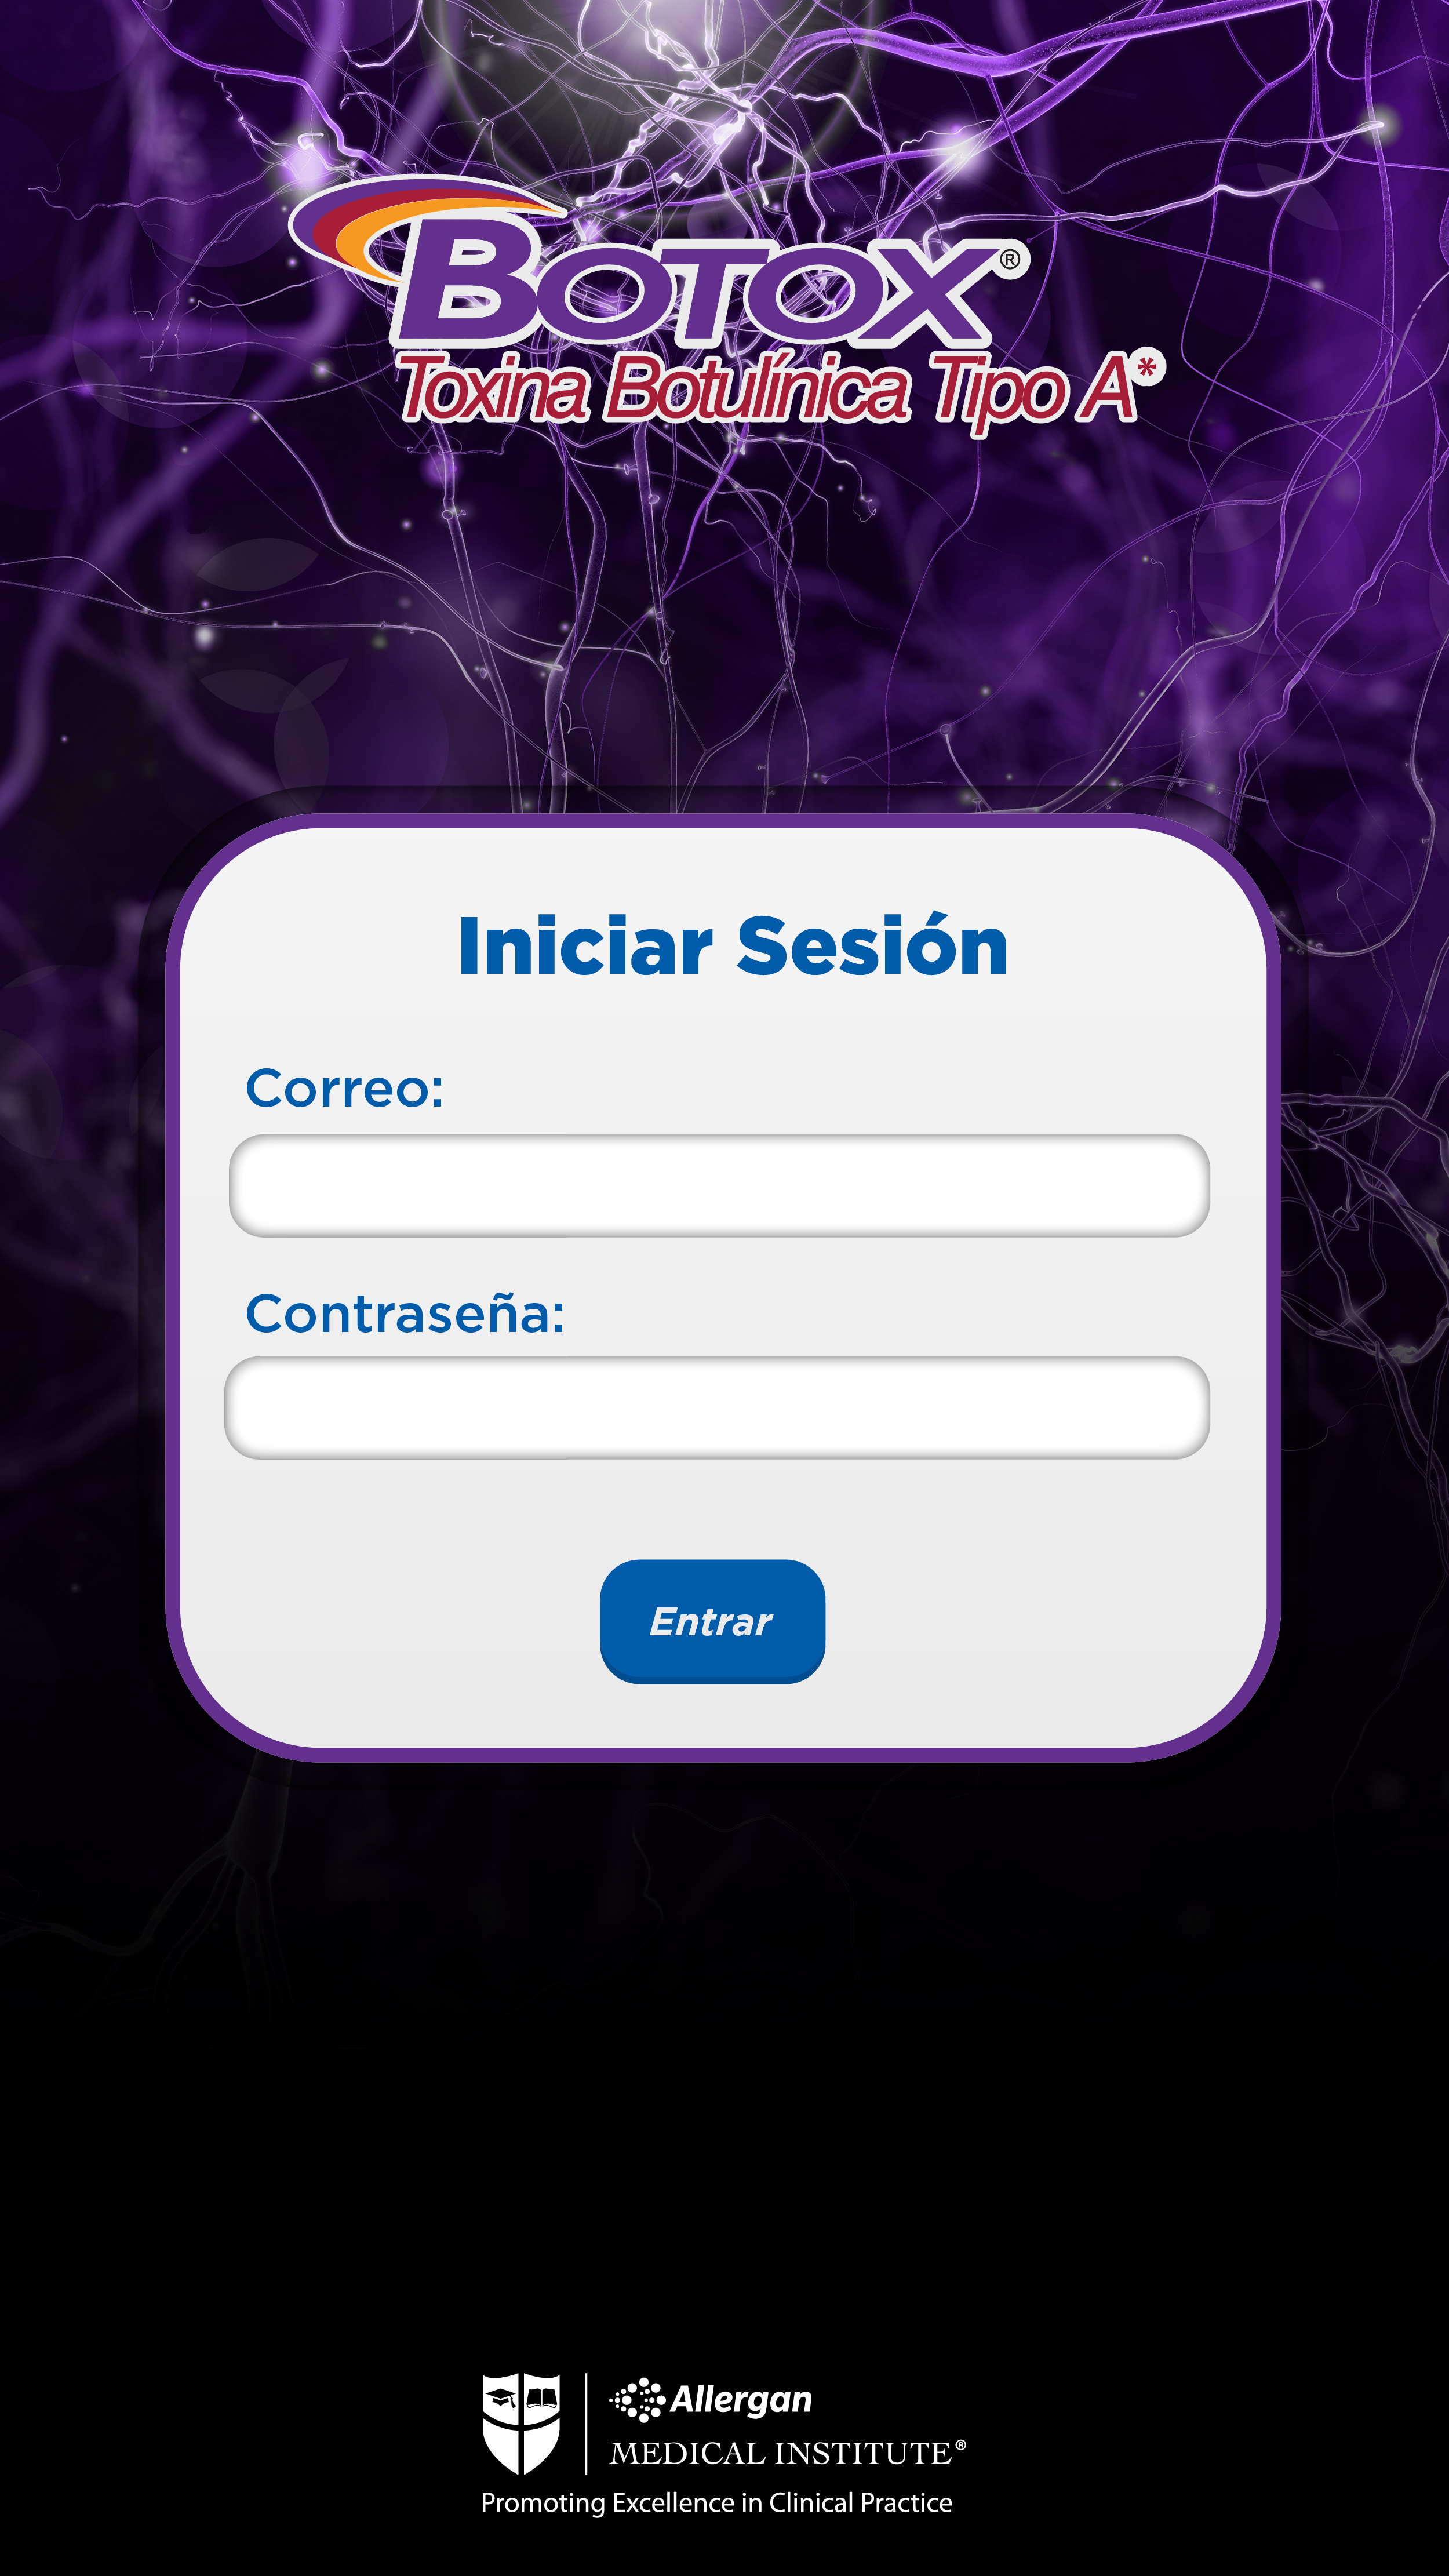 BOTOX®
Toxina Botulínica Tipo A*
Iniciar Sesión
Correo:
Contraseña:
Entrar
Allergan
MEDICAL INSTITUTE®
Promoting Excellence in Clinical Practice